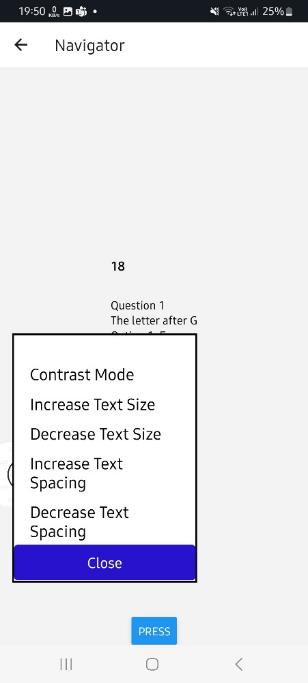 19:50
25%
Navigator
18
Question 1
The letter after G
Contrast Mode
Increase Text Size
Decrease Text Size
Increase Text
Spacing
Decrease Text
Spacing
Close
PRESS